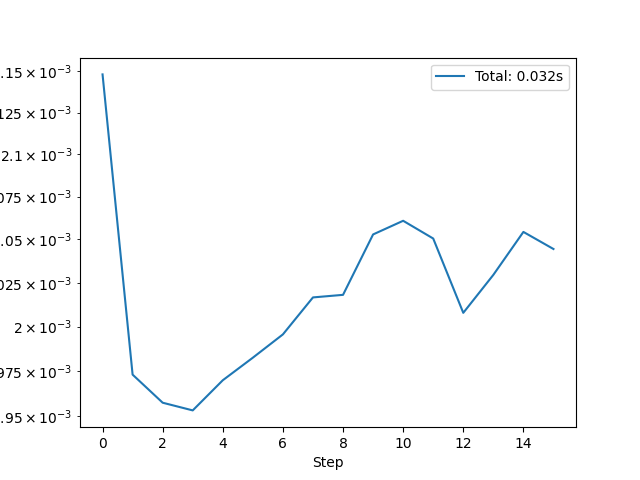 .15 × 10⁻³
125 × 10⁻³
2.1 × 10⁻³
075 × 10⁻³
.05 × 10⁻³
025 × 10⁻³
2 × 10⁻³
975 × 10⁻³
.95 × 10⁻³
Total: 0.032s
0 2 4 6 8 10 12 14
Step